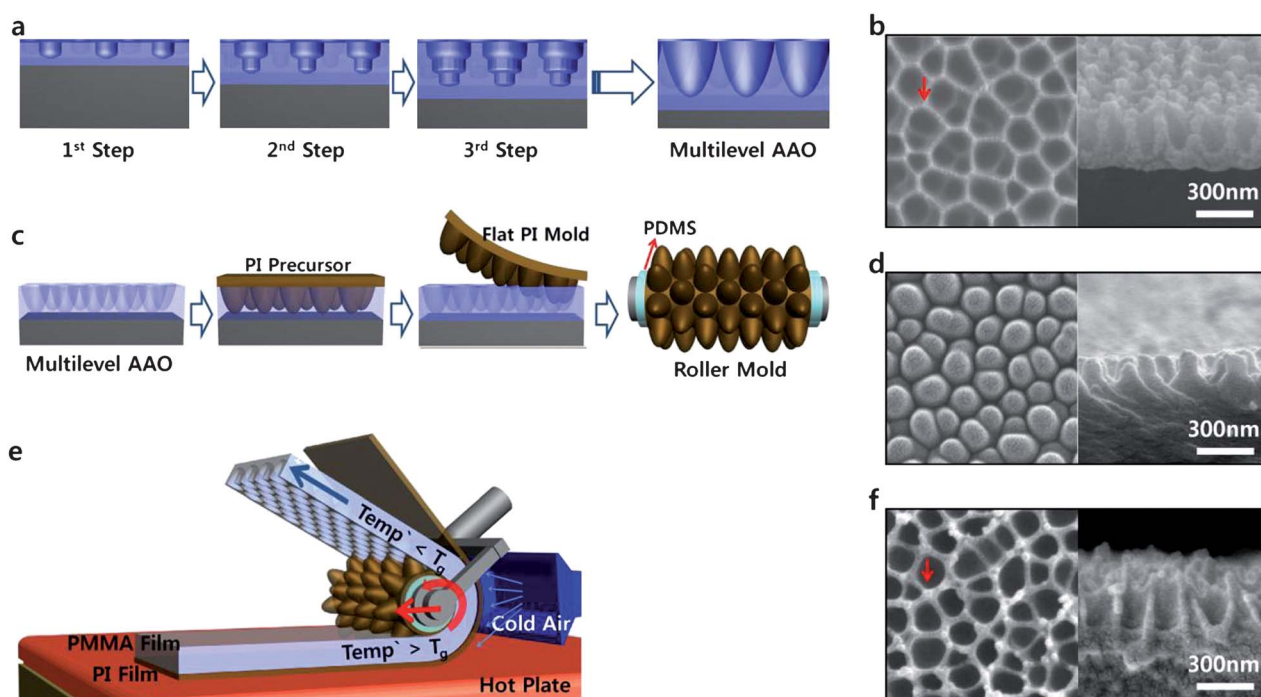 a
1st Step
2nd Step
3rd Step
Multilevel AAO
b
300nm
c
Multilevel AAO
PI Precursor
Flat PI Mold
PDMS
Roller Mold
d
300nm
e
Temp` < Tg
Cold Air
PMMA Film
Temp` > Tg
PI Film
Hot Plate
f
300nm